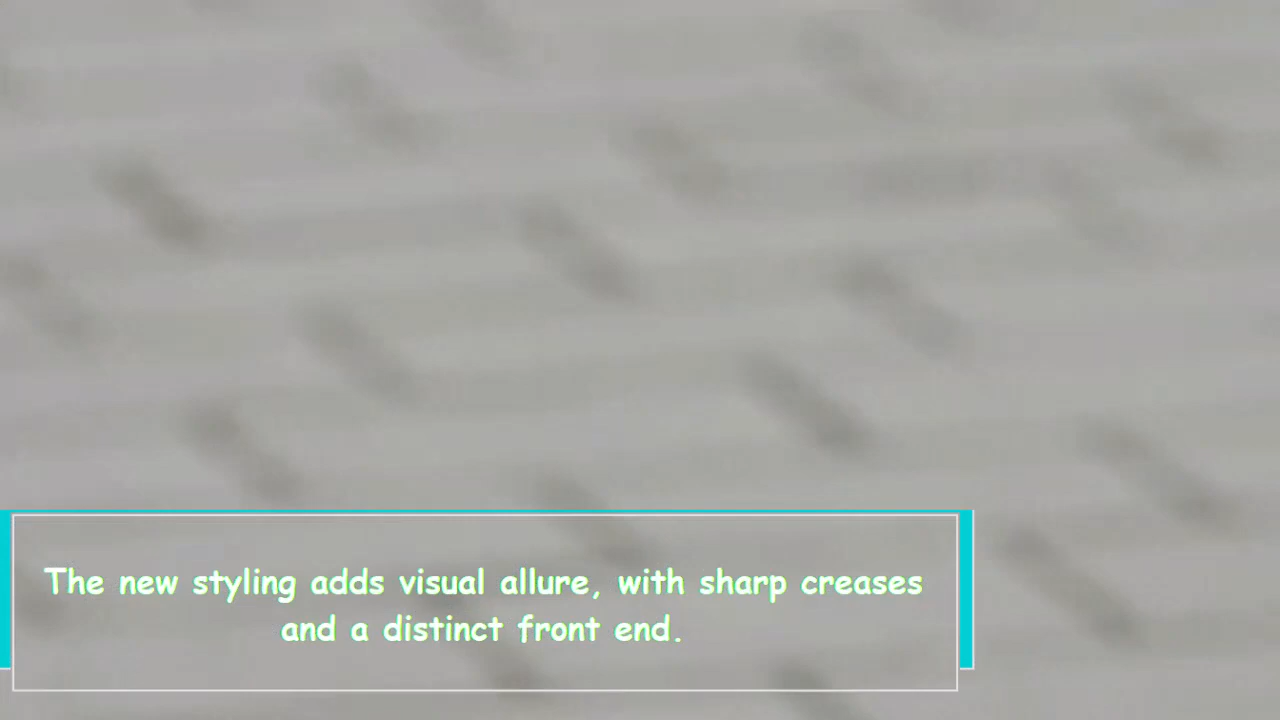 The new styling adds visual allure, with sharp creases
and a distinct front end.